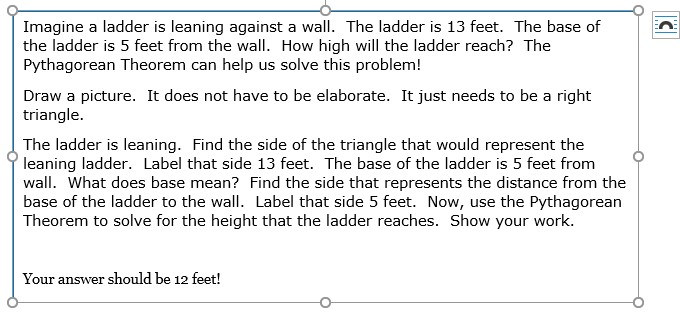 Imagine a ladder is leaning against a wall.  The ladder is 13 feet.  The base of
the ladder is 5 feet from the wall.  How high will the ladder reach?  The
Pythagorean Theorem can help us solve this problem!
Draw a picture.  It does not have to be elaborate.  It just needs to be a right
triangle.
The ladder is leaning.  Find the side of the triangle that would represent the
leaning ladder.  Label that side 13 feet.  The base of the ladder is 5 feet from
wall.  What does base mean?  Find the side that represents the distance from the
base of the ladder to the wall.  Label that side 5 feet.  Now, use the Pythagorean
Theorem to solve for the height that the ladder reaches.  Show your work.
Your answer should be 12 feet!